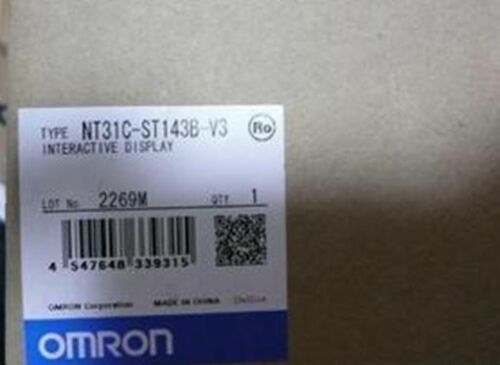 TYPE NT31C-ST143B-V3 Ro
INTERACTIVE DISPLAY
LOT No. 2269M QTY 1
4 547648 339315
OMRON Corporation MADE IN CHINA
OMRON